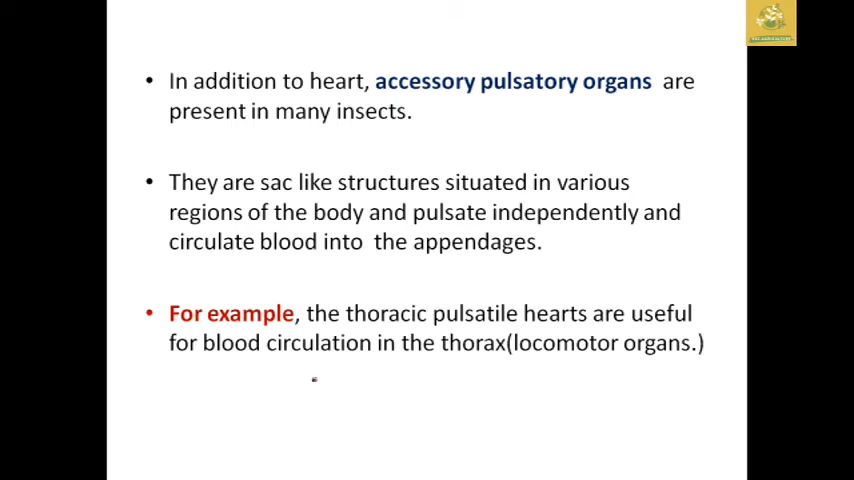 • In addition to heart, accessory pulsatory organs are
present in many insects.
• They are sac like structures situated in various
regions of the body and pulsate independently and
circulate blood into the appendages.
• For example, the thoracic pulsatile hearts are useful
for blood circulation in the thorax(locomotor organs.)